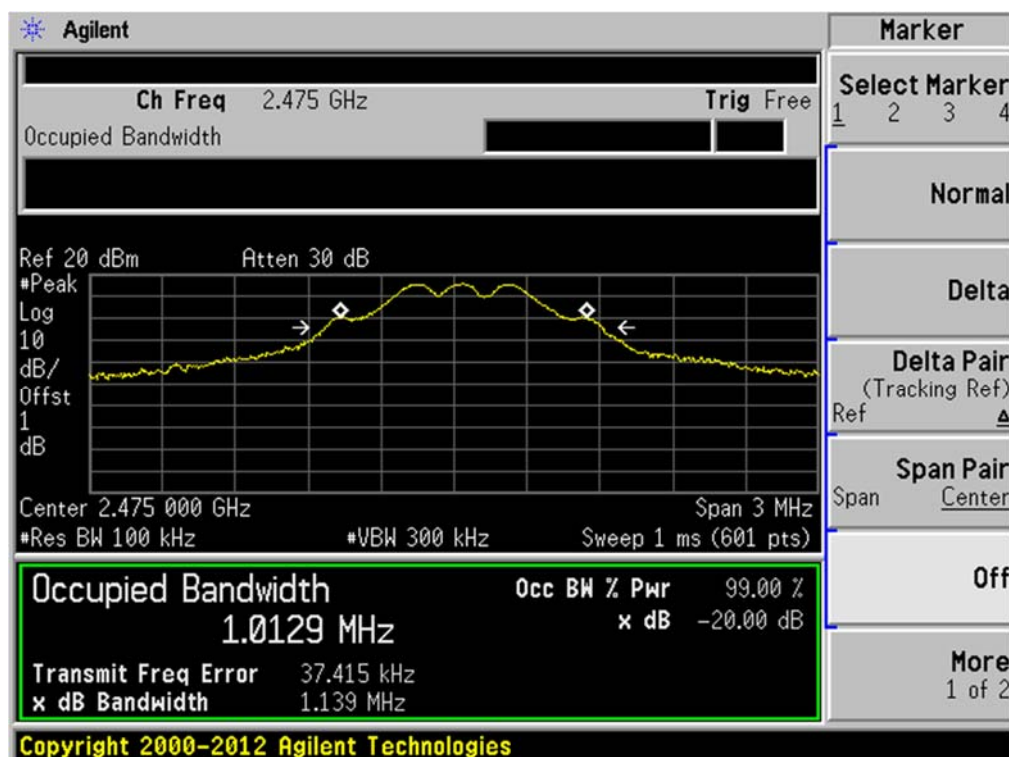 Agilent
Marker
Ch Freq 2.475 GHz Trig Free
Occupied Bandwidth
Select Marker
1 2 3 4
Normal
Delta
Delta Pair
(Tracking Ref)
Ref Δ
Span Pair
Span Center
Off
More
1 of 2
Ref 20 dBm Atten 30 dB
#Peak
Log
10
dB/
Offst
1
dB
Center 2.475 000 GHz Span 3 MHz
#Res BW 100 kHz #VBW 300 kHz Sweep 1 ms (601 pts)
Occupied Bandwidth Occ BW % Pwr 99.00 %
1.0129 MHz x dB -20.00 dB
Transmit Freq Error 37.415 kHz
x dB Bandwidth 1.139 MHz
Copyright 2000-2012 Agilent Technologies